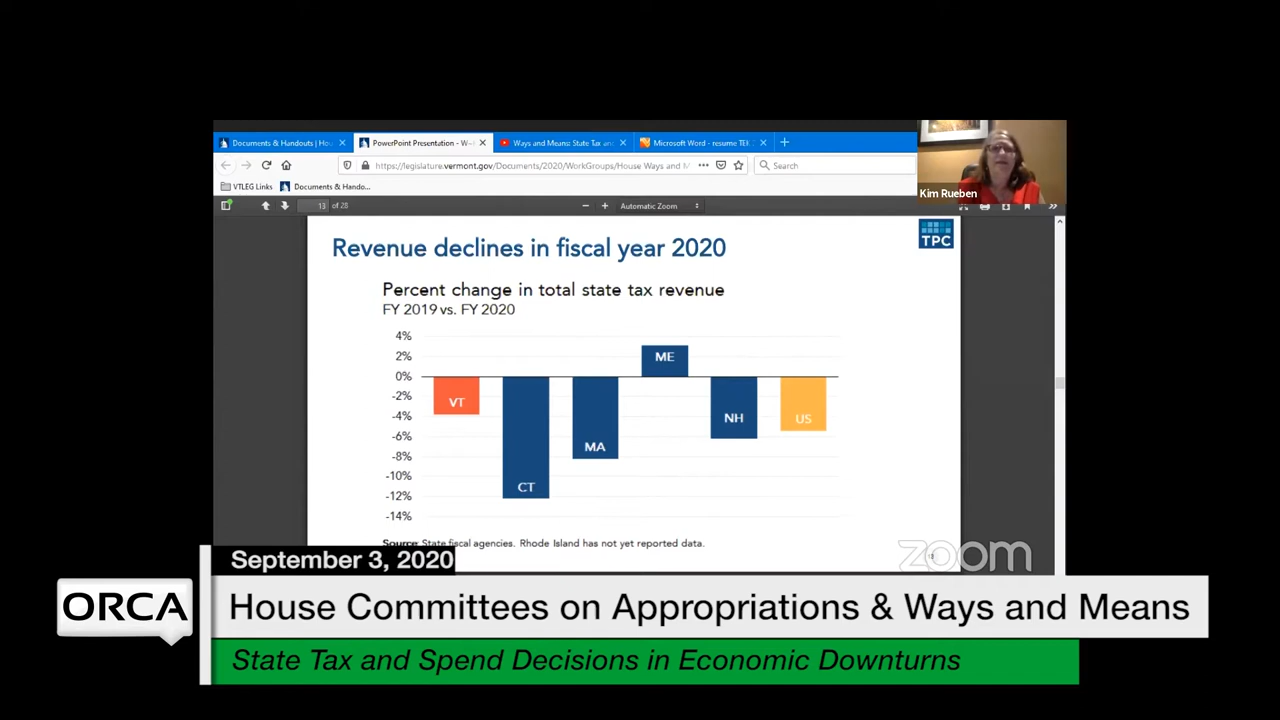 Documents & Handouts | Ho
PowerPoint Presentation - W
Ways and Means: State Tax an
Microsoft Word - resume TEK
https://legislature.vermont.gov/Documents/2020/WorkGroups/House Ways and M
Search
VTLEG Links
Documents & Hando...
Kim Rueben
13 of 28
Automatic Zoom
Revenue declines in fiscal year 2020
TPC
Percent change in total state tax revenue
FY 2019 vs. FY 2020
4%
2%
0%
-2%
-4%
-6%
-8%
-10%
-12%
-14%
VT
CT
MA
ME
NH
US
Source: State fiscal agencies. Rhode Island has not yet reported data.
zoom
September 3, 2020
ORCA
House Committees on Appropriations & Ways and Means
State Tax and Spend Decisions in Economic Downturns